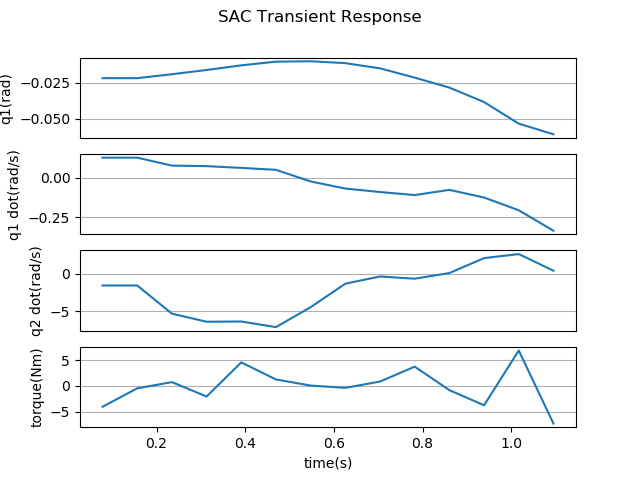 SAC Transient Response
q1(rad)
−0.025
−0.050
q1 dot(rad/s)
0.00
−0.25
q2 dot(rad/s)
0
−5
torque(Nm)
5
0
−5
0.2 0.4 0.6 0.8 1.0
time(s)